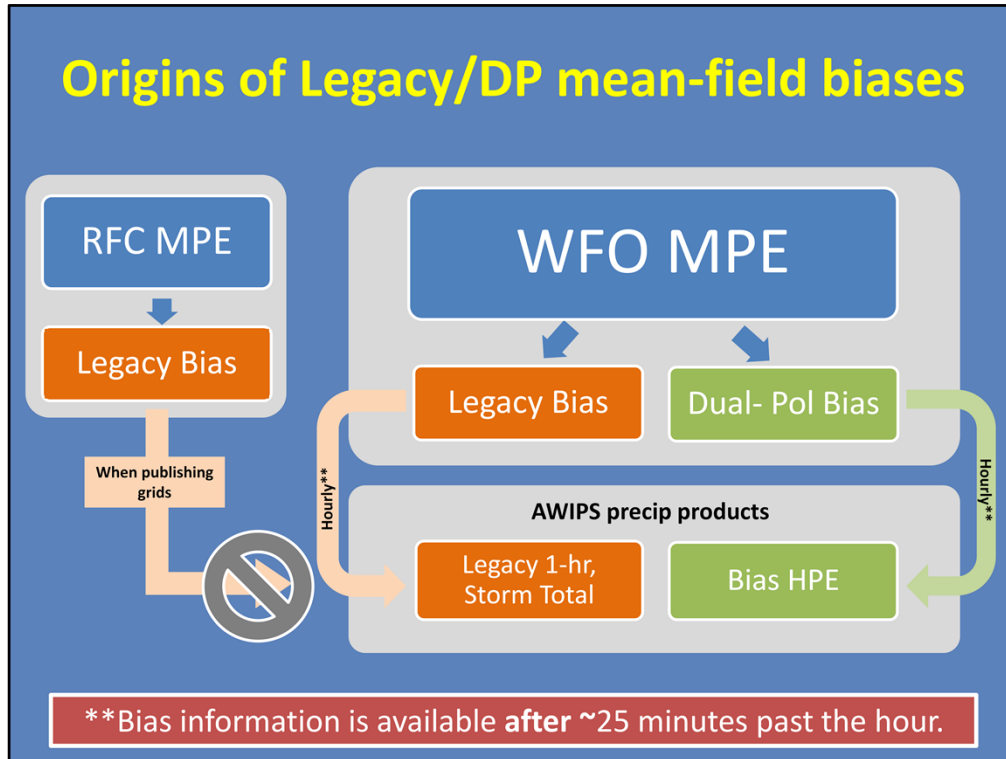 Origins of Legacy/DP mean-field biases
RFC MPE
Legacy Bias
When publishing
grids
WFO MPE
Legacy Bias
Dual- Pol Bias
Hourly**
Hourly**
AWIPS precip products
Legacy 1-hr,
Storm Total
Bias HPE
**Bias information is available after ~25 minutes past the hour.